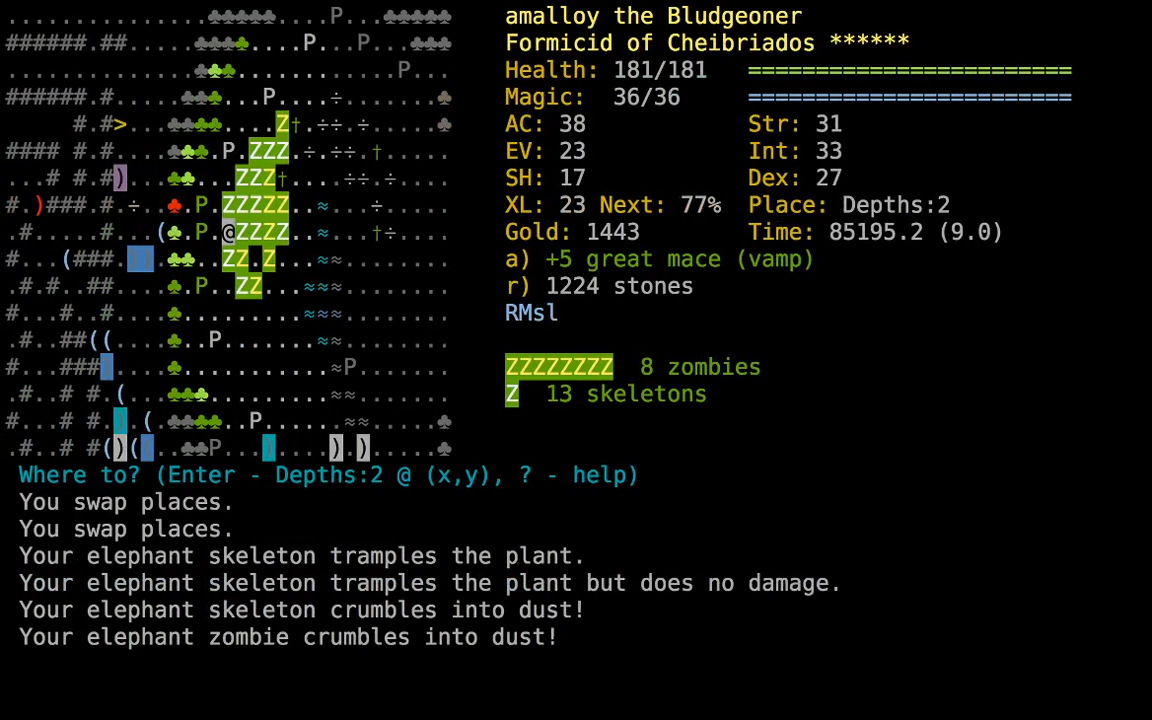 amalloy the Bludgeoner
Formicid of Cheibriados ******
Health: 181/181 ========================
Magic: 36/36 ========================
AC: 38 Str: 31
EV: 23 Int: 33
SH: 17 Dex: 27
XL: 23 Next: 77% Place: Depths:2
Gold: 1443 Time: 85195.2 (9.0)
a) +5 great mace (vamp)
r) 1224 stones
RMsl
ZZZZZZZZ 8 zombies
Z 13 skeletons
Where to? (Enter - Depths:2 @ (x,y), ? - help)
You swap places.
You swap places.
Your elephant skeleton tramples the plant.
Your elephant skeleton tramples the plant but does no damage.
Your elephant skeleton crumbles into dust!
Your elephant zombie crumbles into dust!